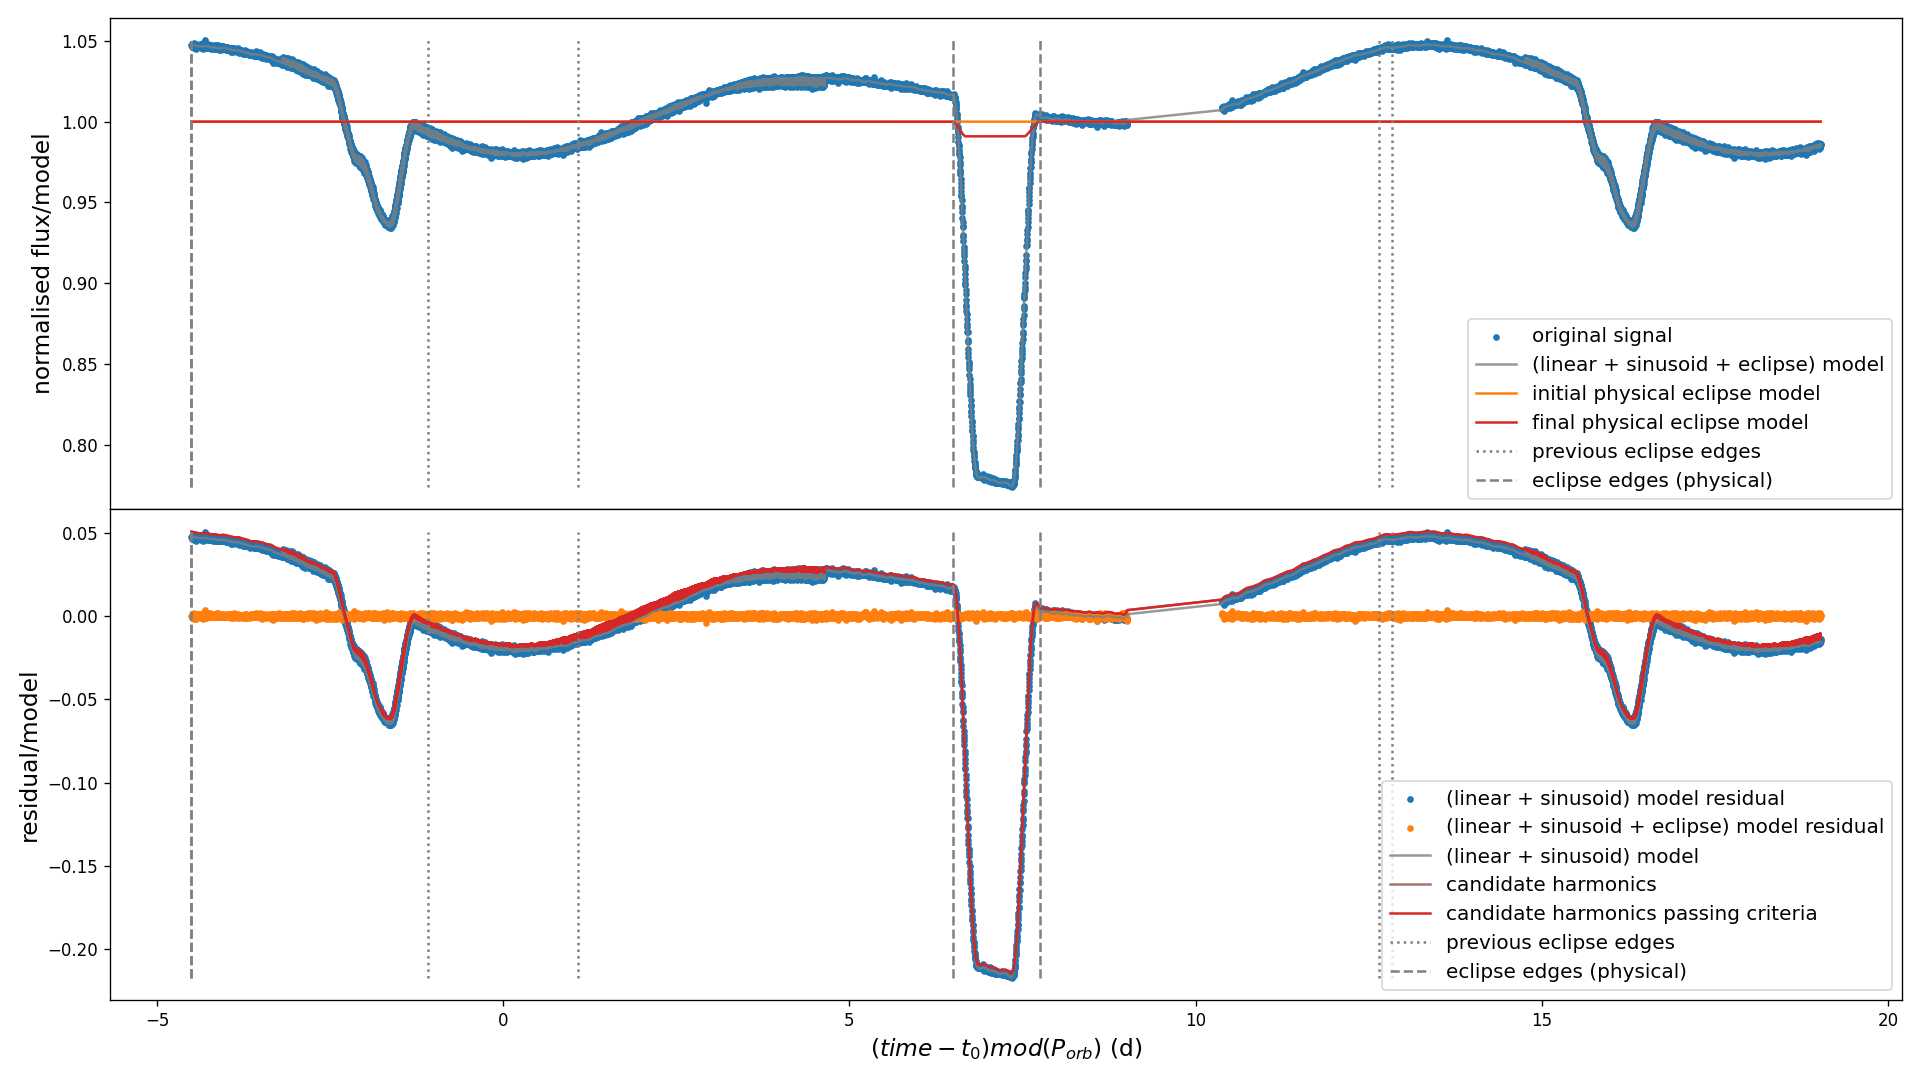 normalised flux/model
1.05
1.00
0.95
0.90
0.85
0.80
original signal
(linear + sinusoid + eclipse) model
initial physical eclipse model
final physical eclipse model
previous eclipse edges
eclipse edges (physical)
residual/model
0.05
0.00
−0.05
−0.10
−0.15
−0.20
(linear + sinusoid) model residual
(linear + sinusoid + eclipse) model residual
(linear + sinusoid) model
candidate harmonics
candidate harmonics passing criteria
previous eclipse edges
eclipse edges (physical)
−5 0 5 10 15 20
(time − t₀)mod(Pₒᵣb) (d)